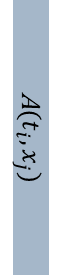 A(t_i, x_j)